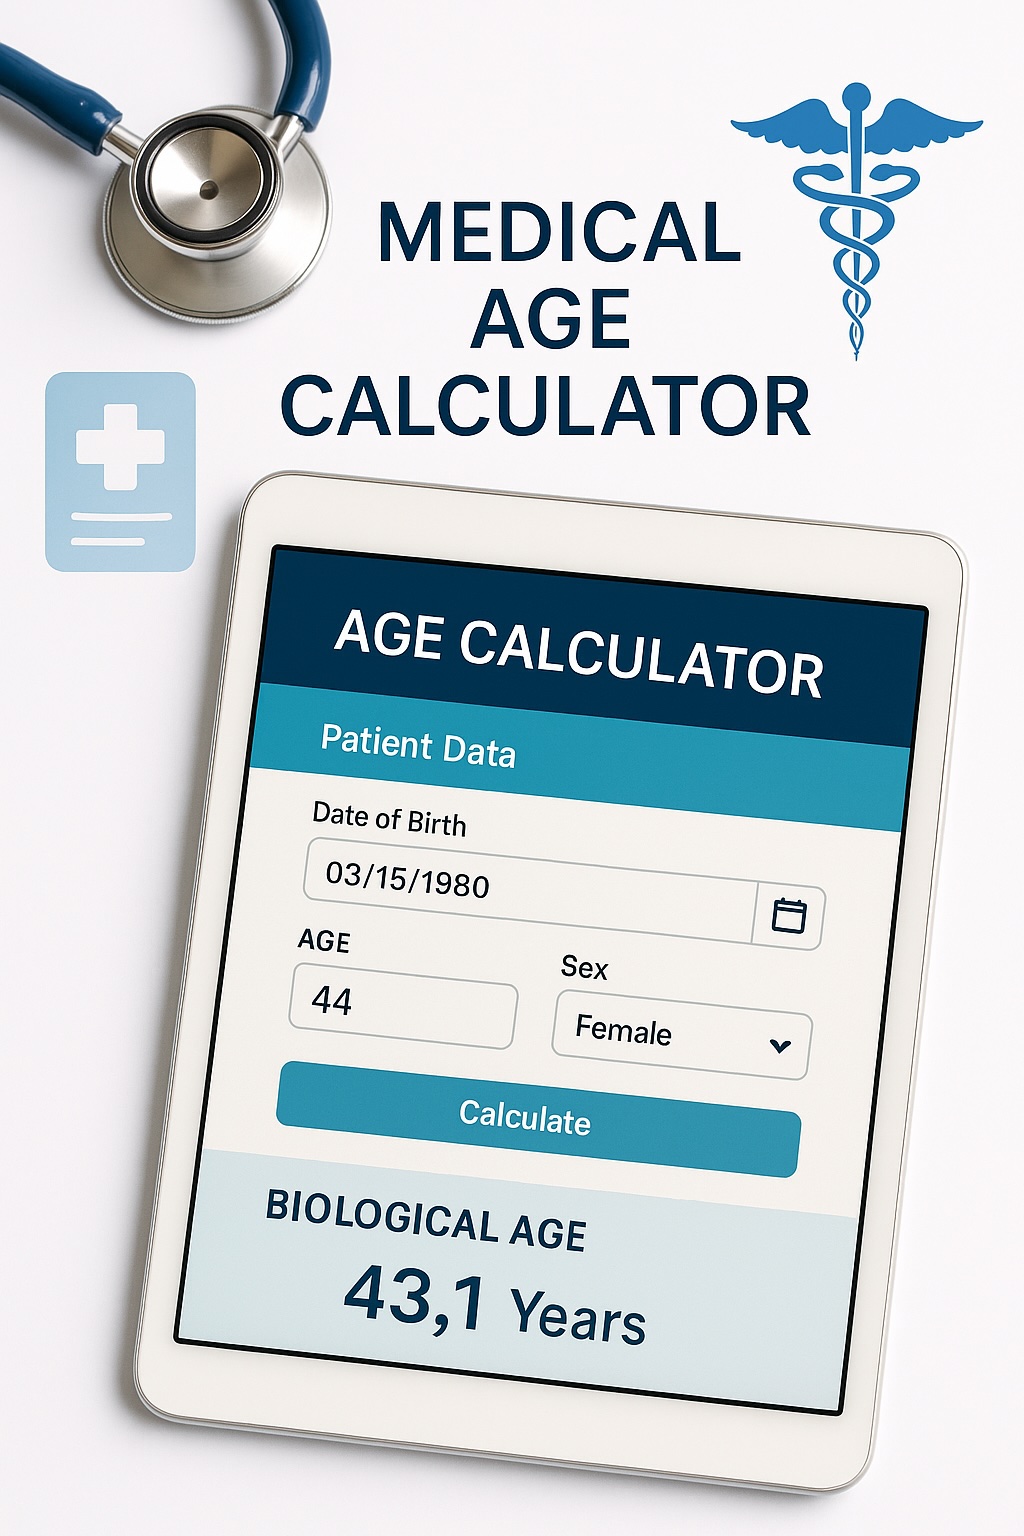 MEDICAL
AGE
CALCULATOR
AGE CALCULATOR
Patient Data
Date of Birth
03/15/1980
AGE
Sex
44
Female
Calculate
BIOLOGICAL AGE
43,1 Years